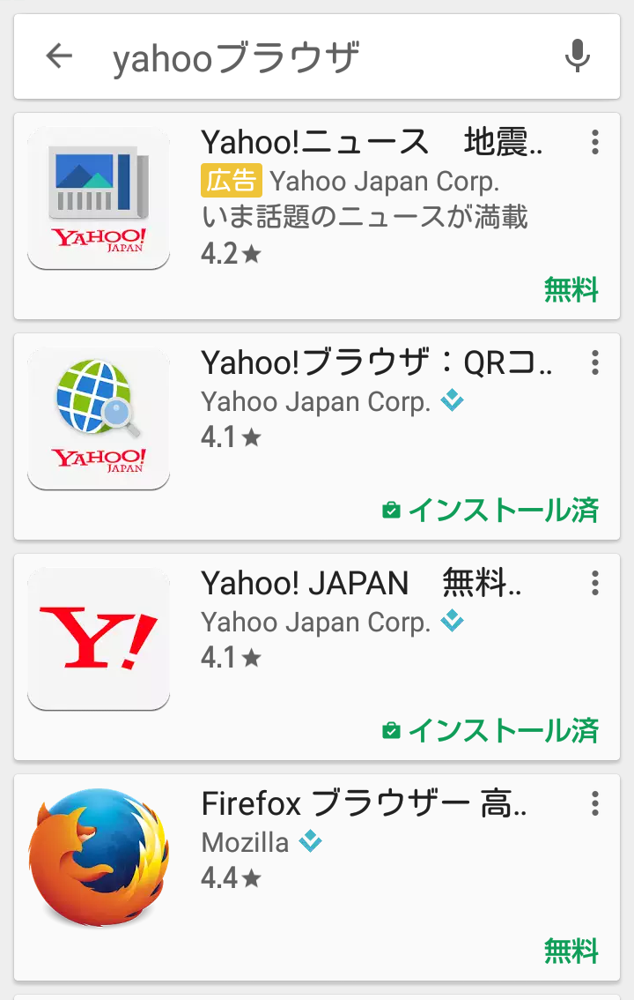 yahooブラウザ
Yahoo!ニュース　地震..
広告 Yahoo Japan Corp.
いま話題のニュースが満載
4.2★
無料
YAHOO!
JAPAN
Yahoo!ブラウザ：QRコ..
Yahoo Japan Corp.
4.1★
インストール済
YAHOO!
JAPAN
Yahoo! JAPAN　無料..
Yahoo Japan Corp.
4.1★
インストール済
Y!
Firefox ブラウザー 高..
Mozilla
4.4★
無料